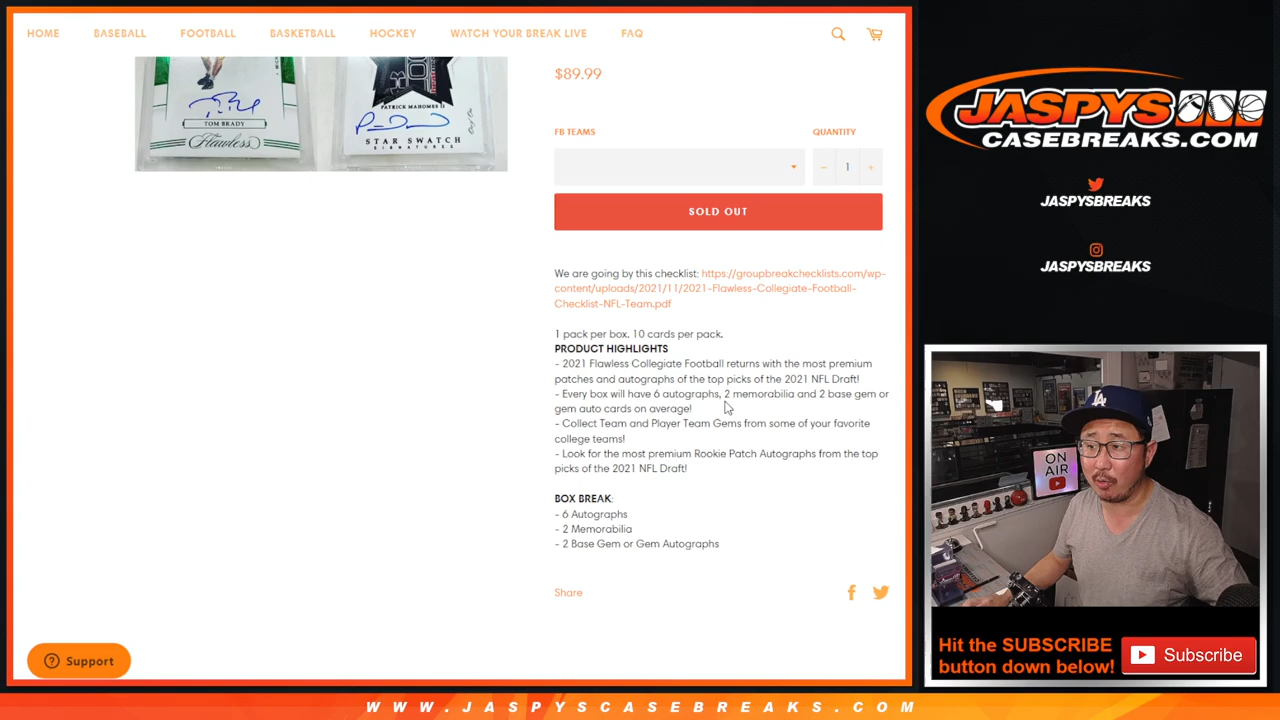 HOME BASEBALL FOOTBALL BASKETBALL HOCKEY WATCH YOUR BREAK LIVE FAQ
TOM BRADY
Flawless
PATRICK MAHOMES II
STAR SWATCH
SIGNATURES
$89.99
FB TEAMS
QUANTITY
− 1 +
SOLD OUT
We are going by this checklist: https://groupbreakchecklists.com/wp-
content/uploads/2021/11/2021-Flawless-Collegiate-Football-
Checklist-NFL-Team.pdf
1 pack per box. 10 cards per pack.
PRODUCT HIGHLIGHTS
- 2021 Flawless Collegiate Football returns with the most premium
patches and autographs of the top picks of the 2021 NFL Draft!
- Every box will have 6 autographs, 2 memorabilia and 2 base gem or
gem auto cards on average!
- Collect Team and Player Team Gems from some of your favorite
college teams!
- Look for the most premium Rookie Patch Autographs from the top
picks of the 2021 NFL Draft!
BOX BREAK:
- 6 Autographs
- 2 Memorabilia
- 2 Base Gem or Gem Autographs
Share
Support
JASPYS
CASEBREAKS.COM
JASPYSBREAKS
JASPYSBREAKS
LA
ON
AIR
Hit the SUBSCRIBE
button down below!
Subscribe
WWW.JASPYSCASEBREAKS.COM